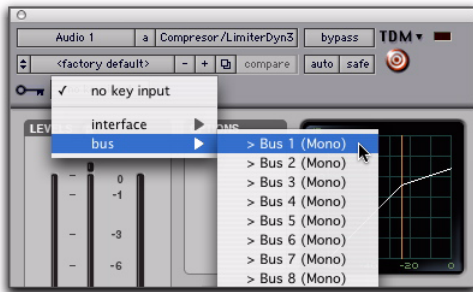 Audio 1 a Compresor/LimiterDyn3 bypass TDM
<factory default> - + compare auto safe
no key input
interface
bus
LEV
ONS
> Bus 1 (Mono)
> Bus 2 (Mono)
> Bus 3 (Mono)
> Bus 4 (Mono)
> Bus 5 (Mono)
> Bus 6 (Mono)
> Bus 7 (Mono)
> Bus 8 (Mono)
0
-1
-3
-6
-20 0